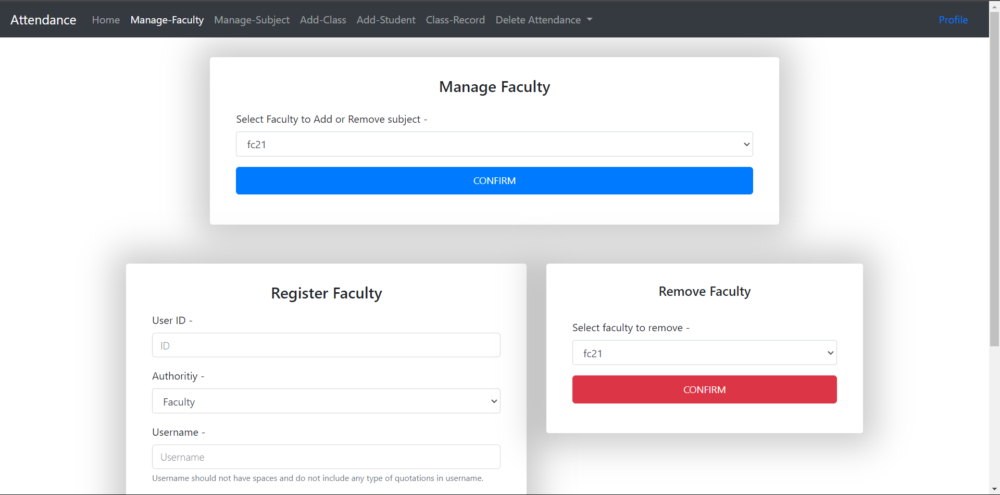 Attendance Home Manage-Faculty Manage-Subject Add-Class Add-Student Class-Record Delete Attendance Profile
Manage Faculty
Select Faculty to Add or Remove subject -
fc21
CONFIRM
Register Faculty
User ID -
ID
Authoritiy -
Faculty
Username -
Username
Username should not have spaces and do not include any type of quotations in username.
Remove Faculty
Select faculty to remove -
fc21
CONFIRM